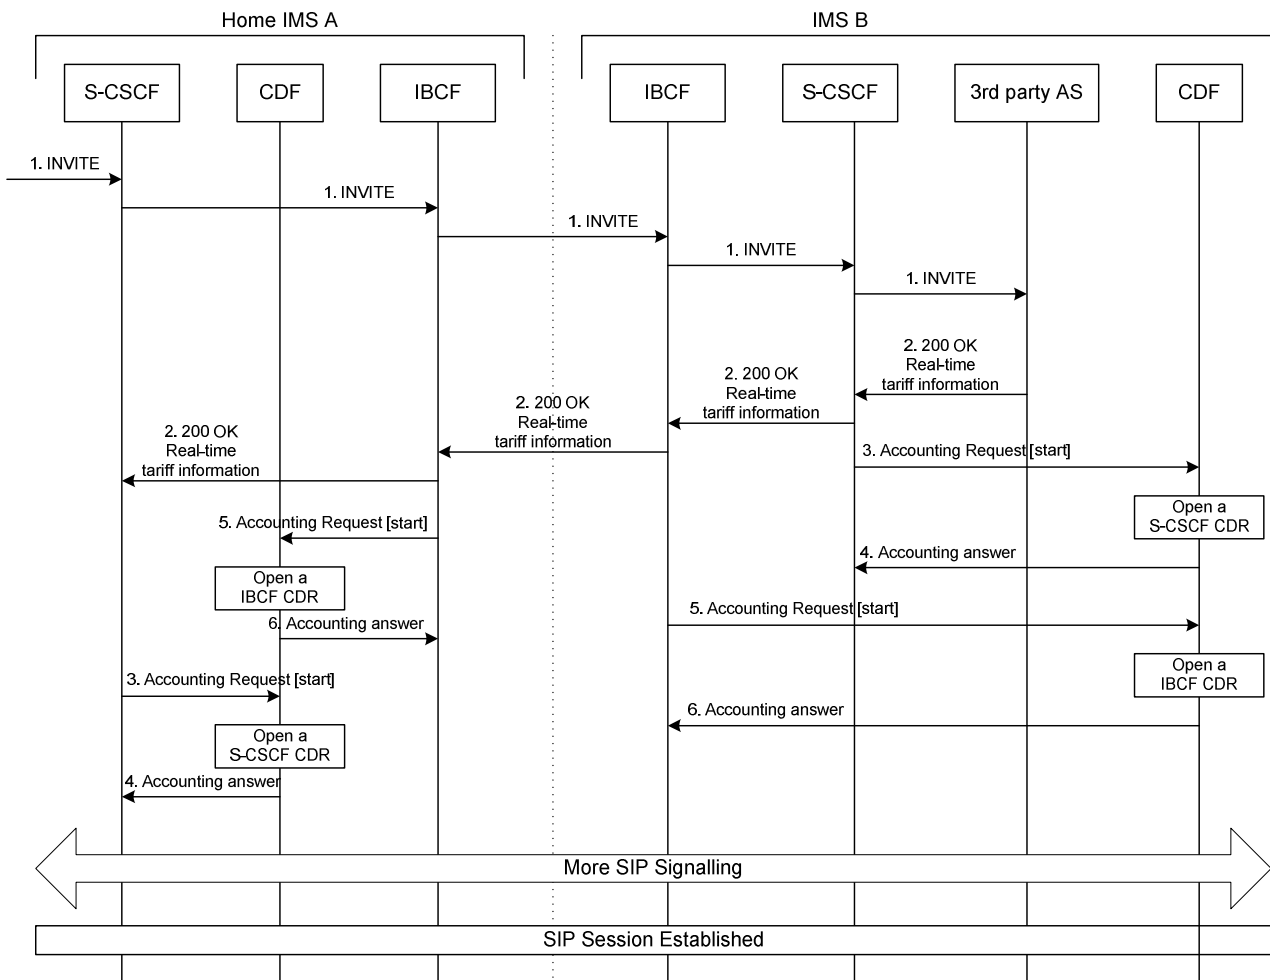 Home IMS A
IMS B
S-CSCF
CDF
IBCF
IBCF
S-CSCF
3rd party AS
CDF
1. INVITE
1. INVITE
1. INVITE
1. INVITE
1. INVITE
2. 200 OK
Real-time
tariff information
2. 200 OK
Real-time
tariff information
2. 200 OK
Real-time
tariff information
2. 200 OK
Real-time
tariff information
3. Accounting Request [start]
Open a
S-CSCF CDR
5. Accounting Request [start]
4. Accounting answer
Open a
IBCF CDR
5. Accounting Request [start]
6. Accounting answer
Open a
IBCF CDR
3. Accounting Request [start]
6. Accounting answer
Open a
S-CSCF CDR
4. Accounting answer
More SIP Signalling
SIP Session Established